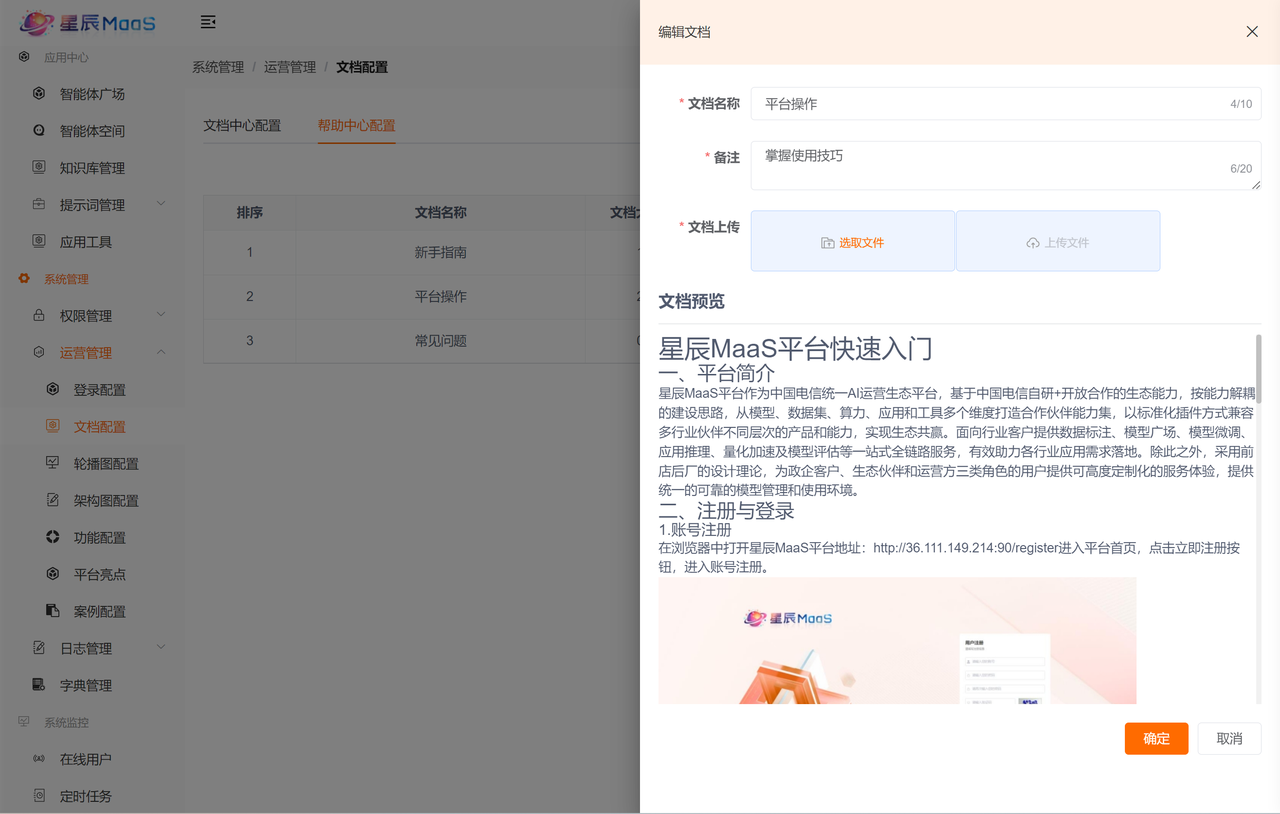 星辰MaaS
应用中心
智能体广场
智能体空间
知识库管理
提示词管理
应用工具
系统管理
权限管理
运营管理
登录配置
文档配置
轮播图配置
架构图配置
功能配置
平台亮点
案例配置
日志管理
字典管理
系统监控
在线用户
定时任务
系统管理 / 运营管理 / 文档配置
文档中心配置 帮助中心配置
排序 文档名称
1 新手指南
2 平台操作
3 常见问题
编辑文档
* 文档名称 平台操作 4/10
* 备注 掌握使用技巧 6/20
* 文档上传 选取文件 上传文件
文档预览
星辰MaaS平台快速入门
一、平台简介
星辰MaaS平台作为中国电信统一AI运营生态平台，基于中国电信自研+开放合作的生态能力，按能力解耦
的建设思路，从模型、数据集、算力、应用和工具多个维度打造合作伙伴能力集，以标准化插件方式兼容
多行业伙伴不同层次的产品和能力，实现生态共赢。面向行业客户提供数据标注、模型广场、模型微调、
应用推理、量化加速及模型评估等一站式全链路服务，有效助力各行业应用需求落地。除此之外，采用前
店后厂的设计理论，为政企客户、生态伙伴和运营方三类角色的用户提供可高度定制化的服务体验，提供
统一的可靠的模型管理和使用环境。
二、注册与登录
1.账号注册
在浏览器中打开星辰MaaS平台地址：http://36.111.149.214:90/register进入平台首页，点击立即注册按
钮，进入账号注册。
星辰MaaS
用户注册
确定 取消